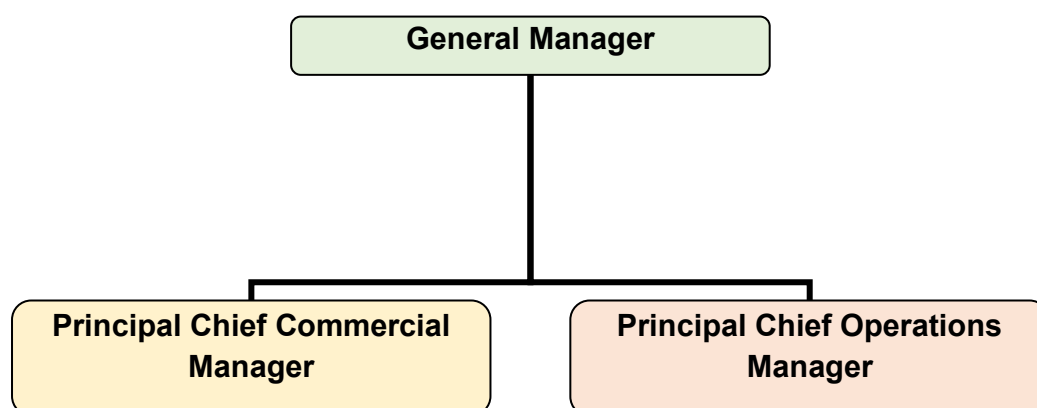 General Manager
Principal Chief Commercial
Manager
Principal Chief Operations
Manager